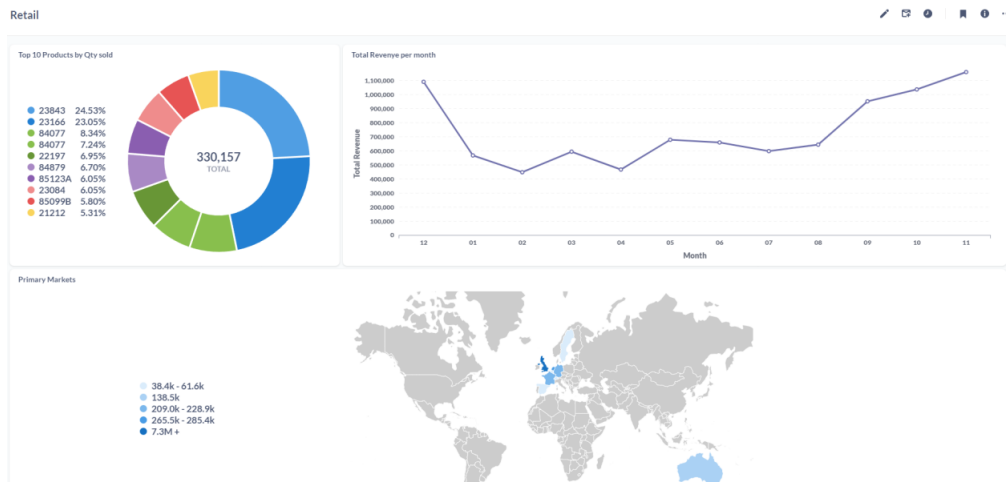 Retail
Top 10 Products by Qty sold
23843 24.53%
23166 23.05%
84077 8.34%
84077 7.24%
22197 6.95%
84879 6.70%
85123A 6.05%
23084 6.05%
85099B 5.80%
21212 5.31%
330,157
TOTAL
Total Revenye per month
Total Revenue
1,100,000
1,000,000
900,000
800,000
700,000
600,000
500,000
400,000
300,000
200,000
100,000
0
12 01 02 03 04 05 06 07 08 09 10 11
Month
Primary Markets
38.4k - 61.6k
138.5k
209.0k - 228.9k
265.5k - 285.4k
7.3M +